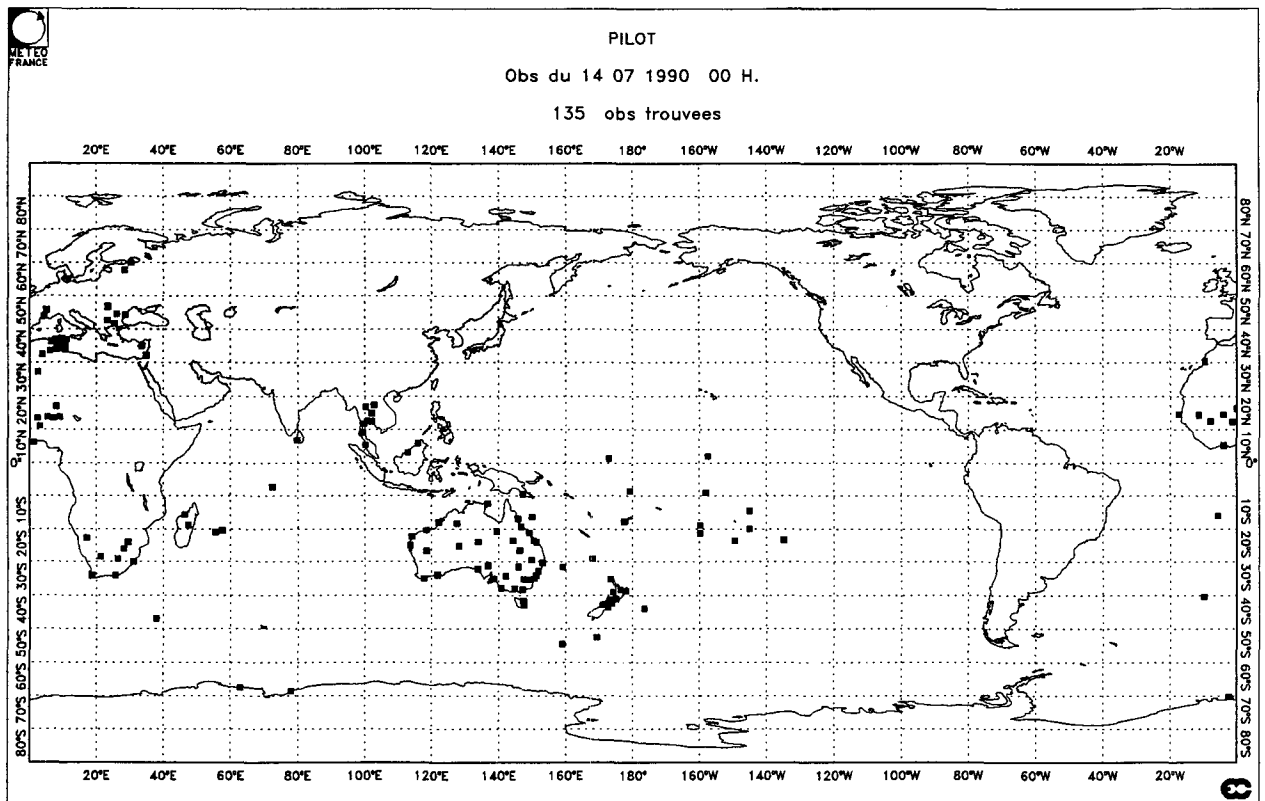 METEO
FRANCE
PILOT
Obs du 14 07 1990 00 H.
135 obs trouvees
20°E 40°E 60°E 80°E 100°E 120°E 140°E 160°E 180° 160°W 140°W 120°W 100°W 80°W 60°W 40°W 20°W
80°N 80°N
70°N 70°N
60°N 60°N
50°N 50°N
40°N 40°N
30°N 30°N
20°N 20°N
10°N 10°N
0° 0°
10°S 10°S
20°S 20°S
30°S 30°S
40°S 40°S
50°S 50°S
60°S 60°S
70°S 70°S
80°S 80°S
20°E 40°E 60°E 80°E 100°E 120°E 140°E 160°E 180° 160°W 140°W 120°W 100°W 80°W 60°W 40°W 20°W